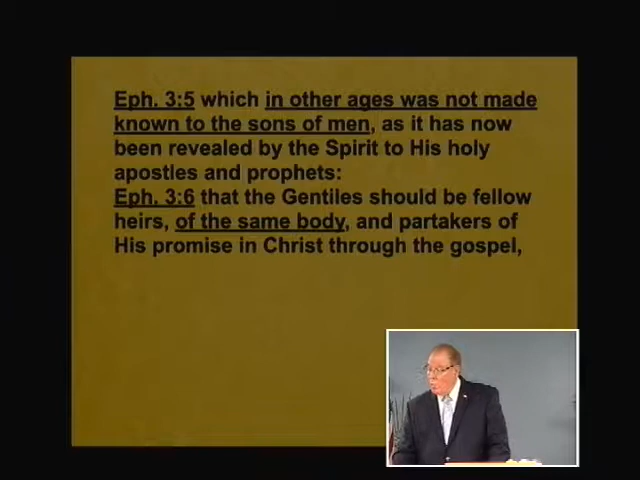 Eph. 3:5 which in other ages was not made
known to the sons of men, as it has now
been revealed by the Spirit to His holy
apostles and prophets:
Eph. 3:6 that the Gentiles should be fellow
heirs, of the same body, and partakers of
His promise in Christ through the gospel,